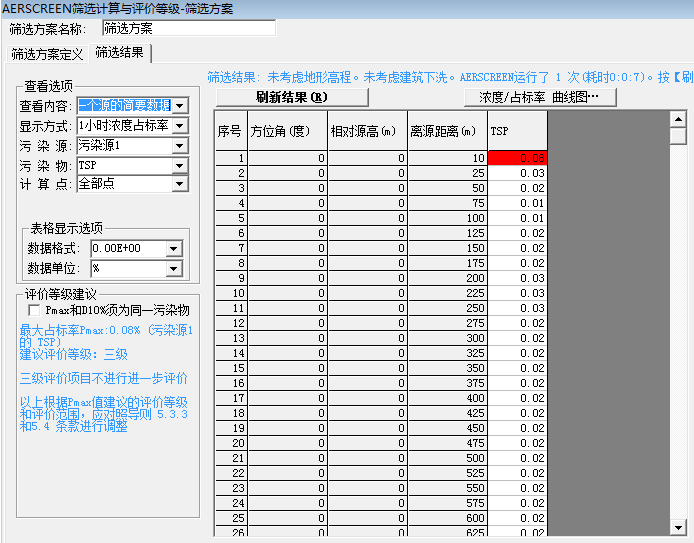 AERSCREEN筛选计算与评价等级-筛选方案
筛选方案名称: 筛选方案
筛选方案定义 筛选结果
筛选结果: 未考虑地形高程。未考虑建筑下洗。AERSCREEN运行了 1 次(耗时0:0:7)。按【刷
查看选项
查看内容: 一个源的简要数据
显示方式: 1小时浓度占标率
污 染 源: 污染源1
污 染 物: TSP
计 算 点: 全部点
表格显示选项
数据格式: 0.00E+00
数据单位: %
评价等级建议
Pmax和D10%须为同一污染物
最大占标率Pmax:0.08% (污染源1
的 TSP)
建议评价等级: 三级
三级评价项目不进行进一步评价
以上根据Pmax值建议的评价等级
和评价范围,应对照导则 5.3.3
和5.4 条款进行调整
刷新结果(R) 浓度/占标率 曲线图…
序号 方位角(度) 相对源高(m) 离源距离(m) TSP
1 0 0 10 0.08
2 0 0 25 0.03
3 0 0 50 0.02
4 0 0 75 0.01
5 0 0 100 0.01
6 0 0 125 0.02
7 0 0 150 0.02
8 0 0 175 0.02
9 0 0 200 0.03
10 0 0 225 0.03
11 0 0 250 0.03
12 0 0 275 0.02
13 0 0 300 0.02
14 0 0 325 0.02
15 0 0 350 0.02
16 0 0 375 0.02
17 0 0 400 0.02
18 0 0 425 0.02
19 0 0 450 0.02
20 0 0 475 0.02
21 0 0 500 0.02
22 0 0 525 0.02
23 0 0 550 0.02
24 0 0 575 0.02
25 0 0 600 0.02
26 0 0 625 0.02